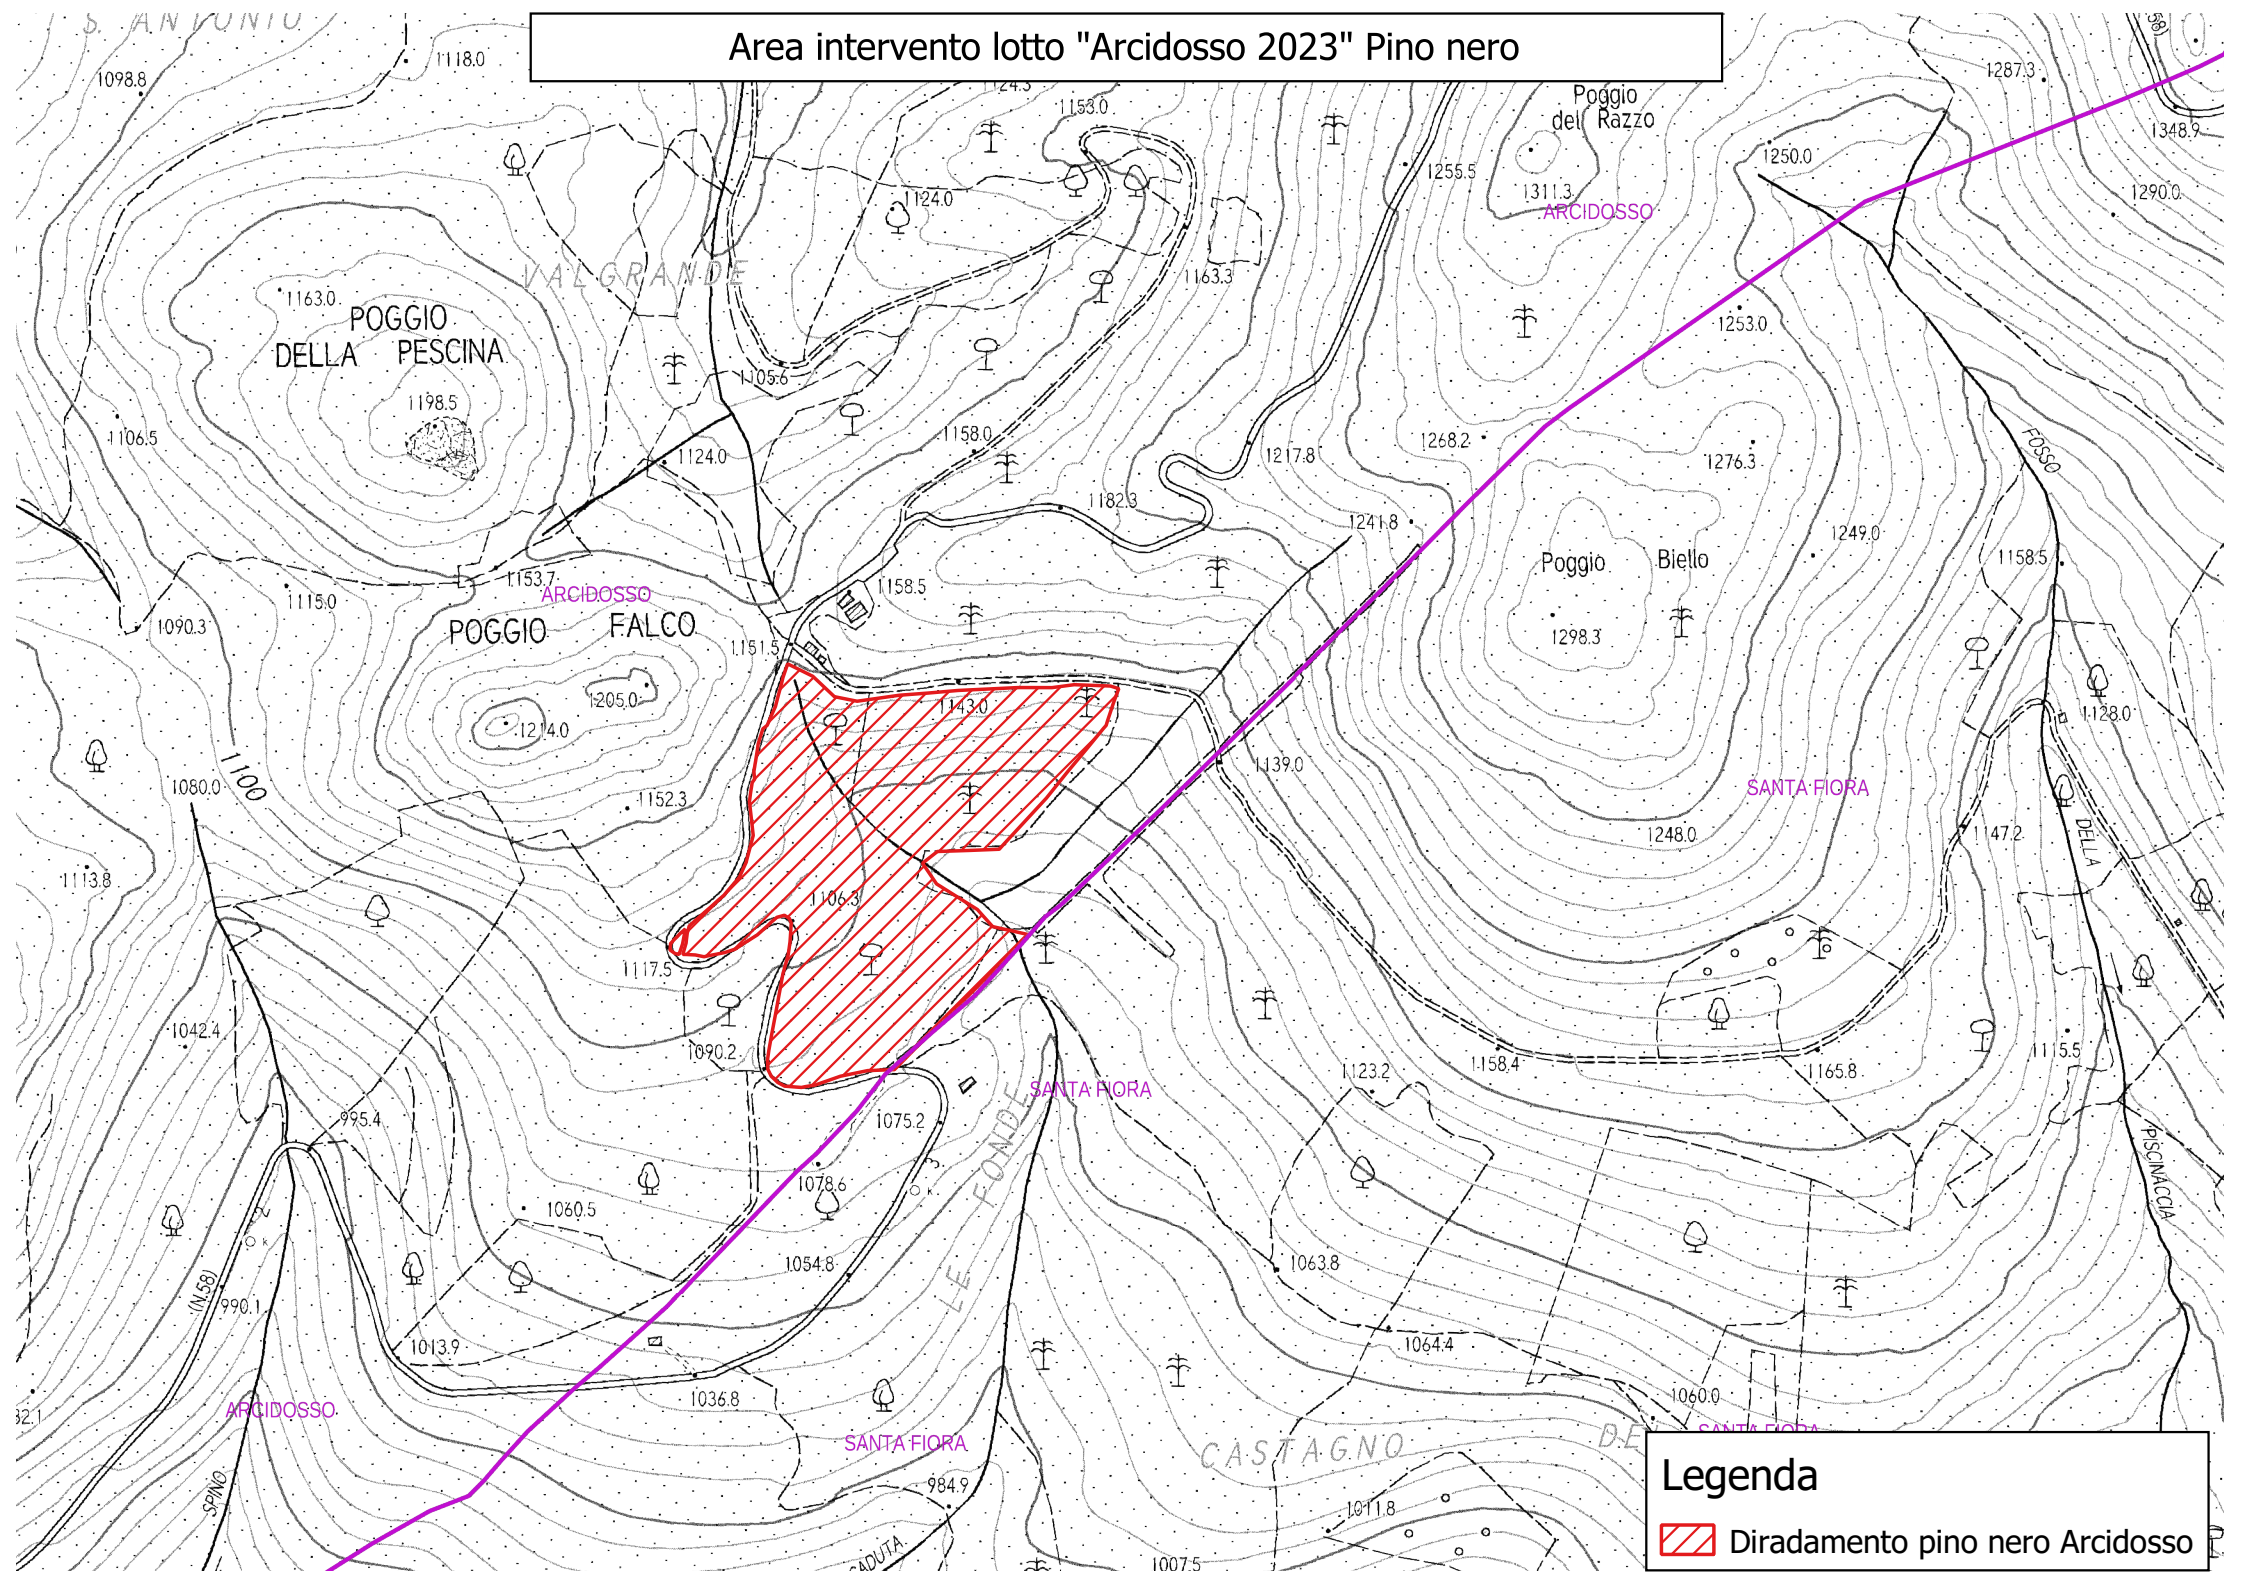 S. ANTONIO
Area intervento lotto "Arcidosso 2023" Pino nero
1118.0
1098.8
1153.0
Poggio
del Razzo
1287.3
1348.9
1250.0
1255.5
1311.3
ARCIDOSSO
1290.0
1124.0
VALGRANDE
1163.3
1163.0
POGGIO
DELLA PESCINA
1253.0
1105.6
1198.5
1106.5
1158.0
1268.2
1217.8
1276.3
FOSSO
1124.0
1182.3
1241.8
1249.0
Poggio Biello
1158.5
1153.7
ARCIDOSSO
1158.5
1115.0
1090.3
POGGIO FALCO
1298.3
1151.5
1205.0
1143.0
1128.0
1214.0
1139.0
1100
1080.0
1152.3
SANTA FIORA
1248.0
1147.2
DELLA
1113.8
1106.3
1117.5
1042.4
1090.2
1158.4
1165.8
1115.5
1123.2
SANTA FIORA
995.4
1075.2
PISCINACCIA
LE FONDE
3
k
1078.6
1060.5
2
k
1054.8
1063.8
(N.58)
990.1
1013.9
1064.4
1036.8
1060.0
ARCIDOSSO
SANTA FIORA
SANTA FIORA
CASTAGNO
DE
984.9
SPINO
1011.8
1007.5
Legenda
Diradamento pino nero Arcidosso